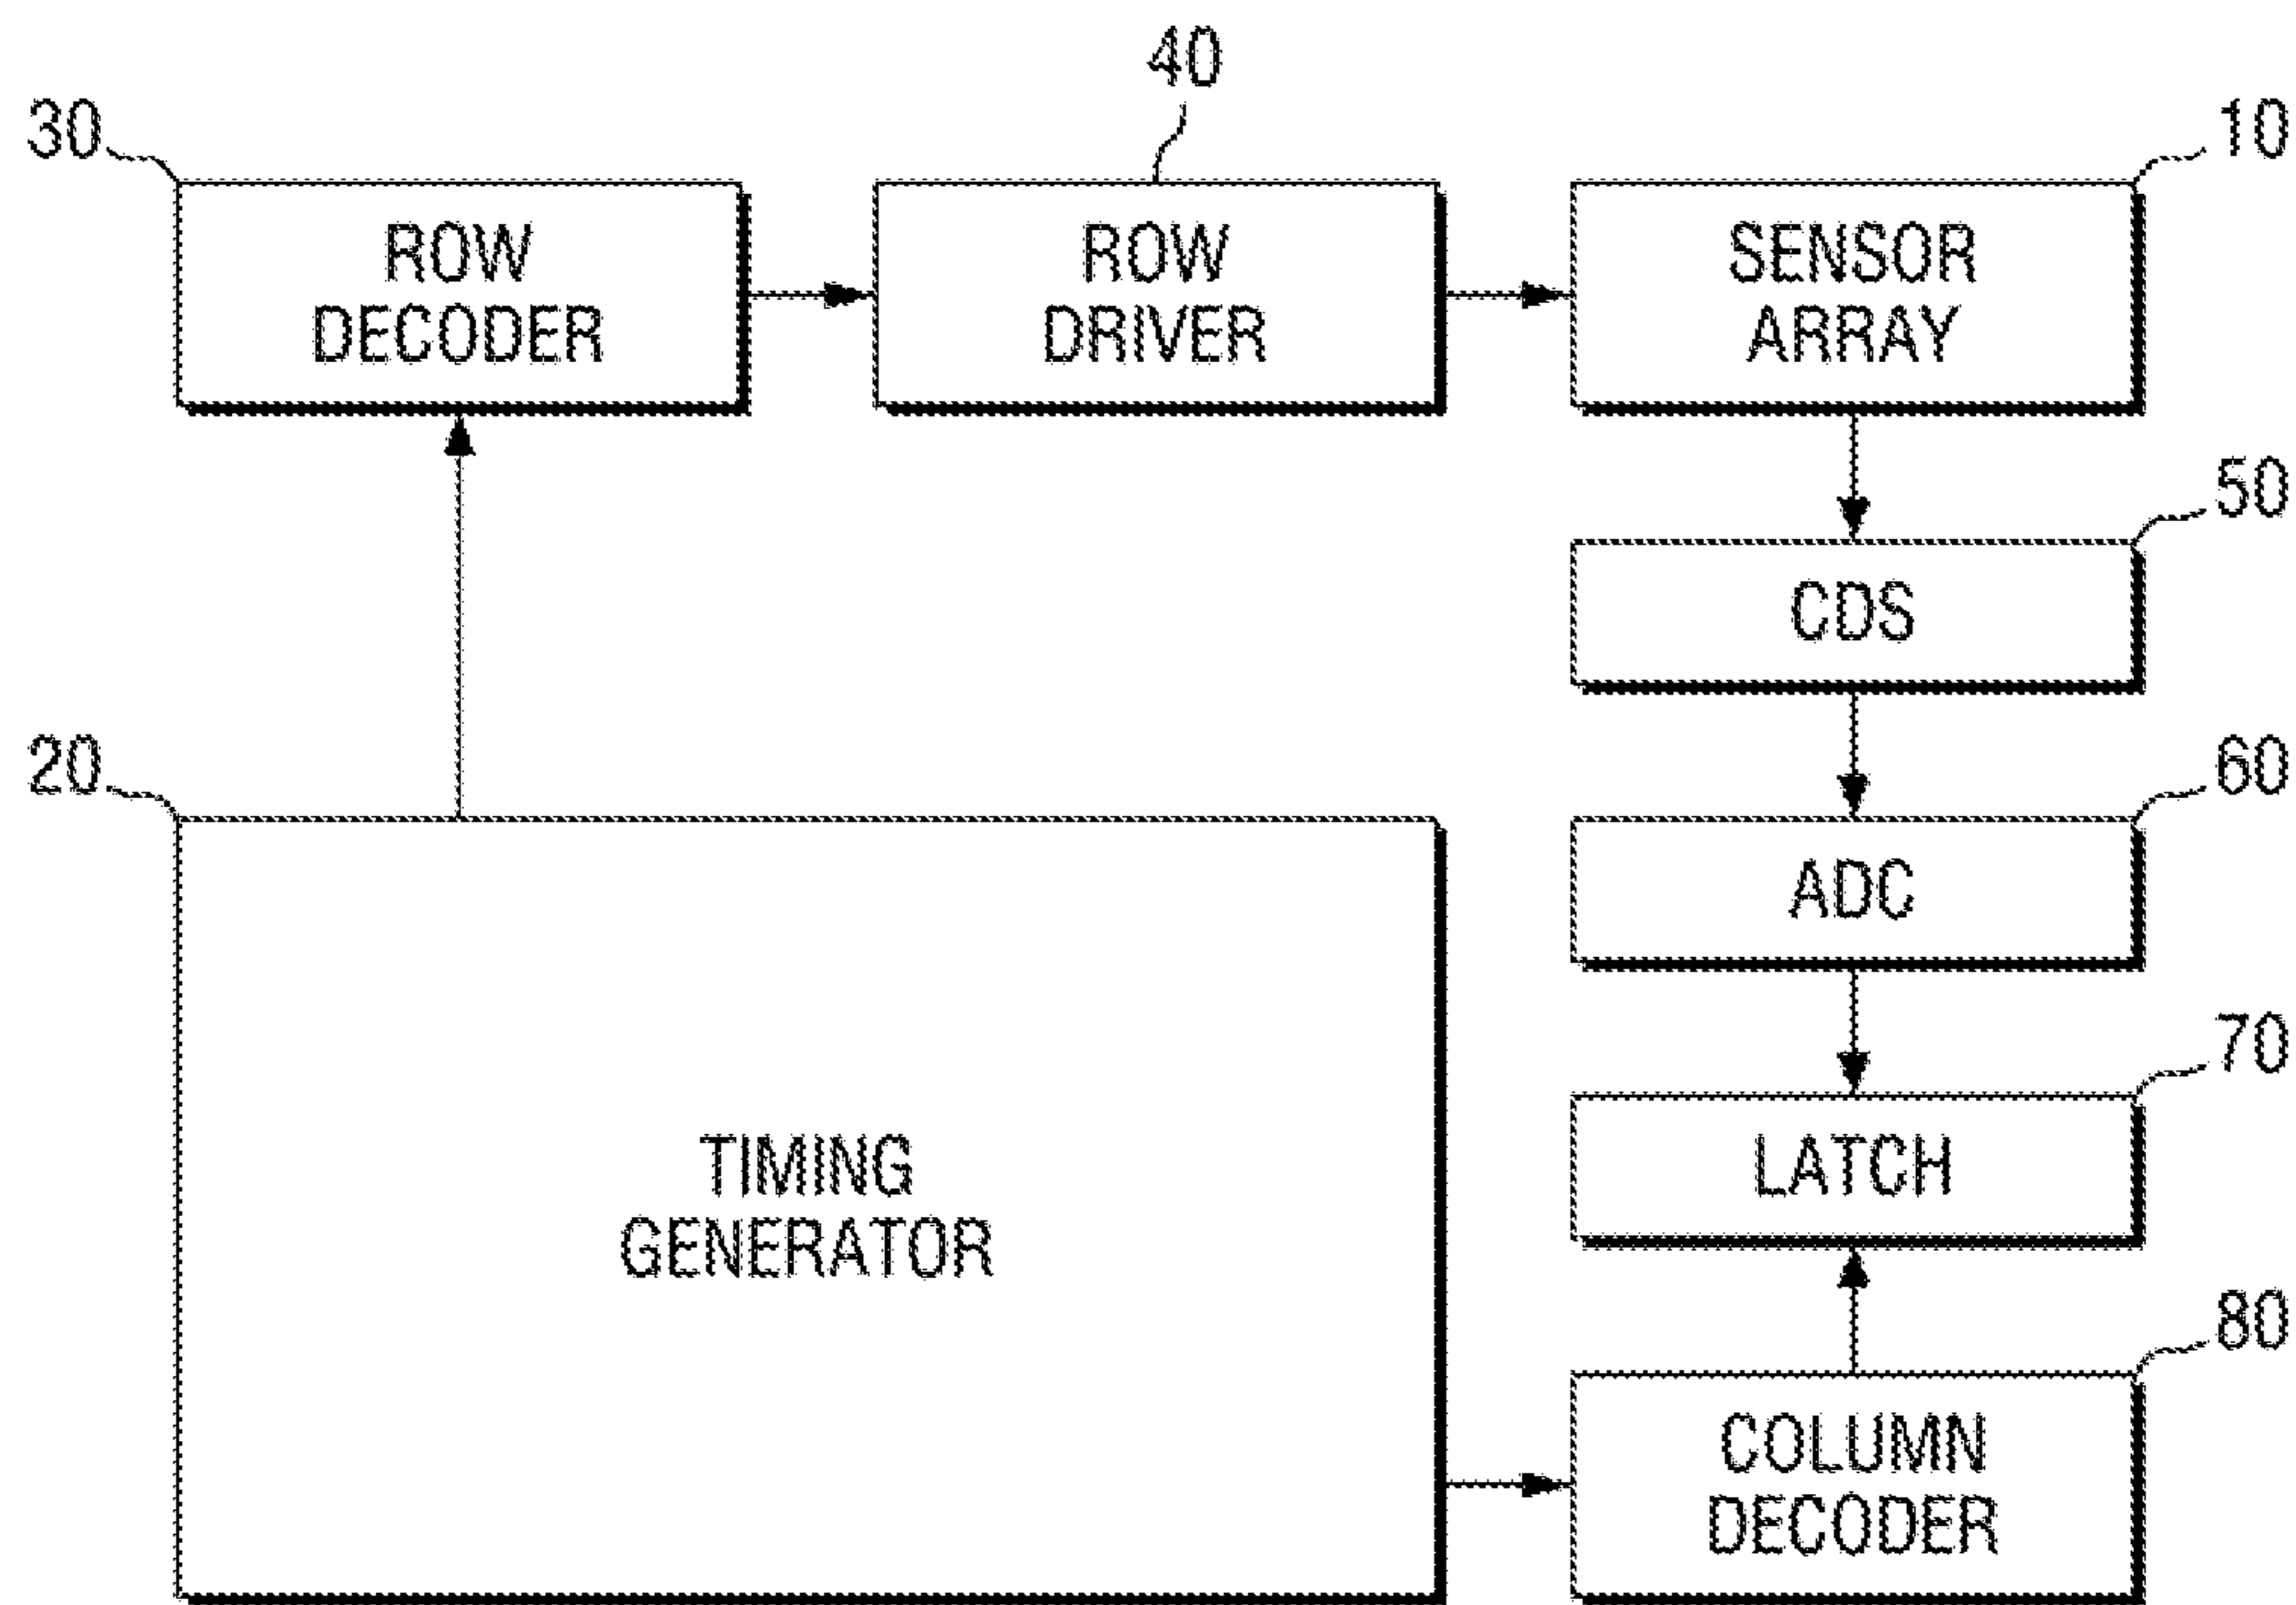 40
30
10
ROW
DECODER
ROW
DRIVER
SENSOR
ARRAY
50
CDS
20
60
ADC
70
LATCH
TIMING
GENERATOR
80
COLUMN
DECODER